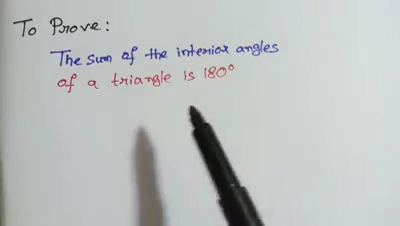 To Prove:
The sum of the interior angles
of a triangle is 180°